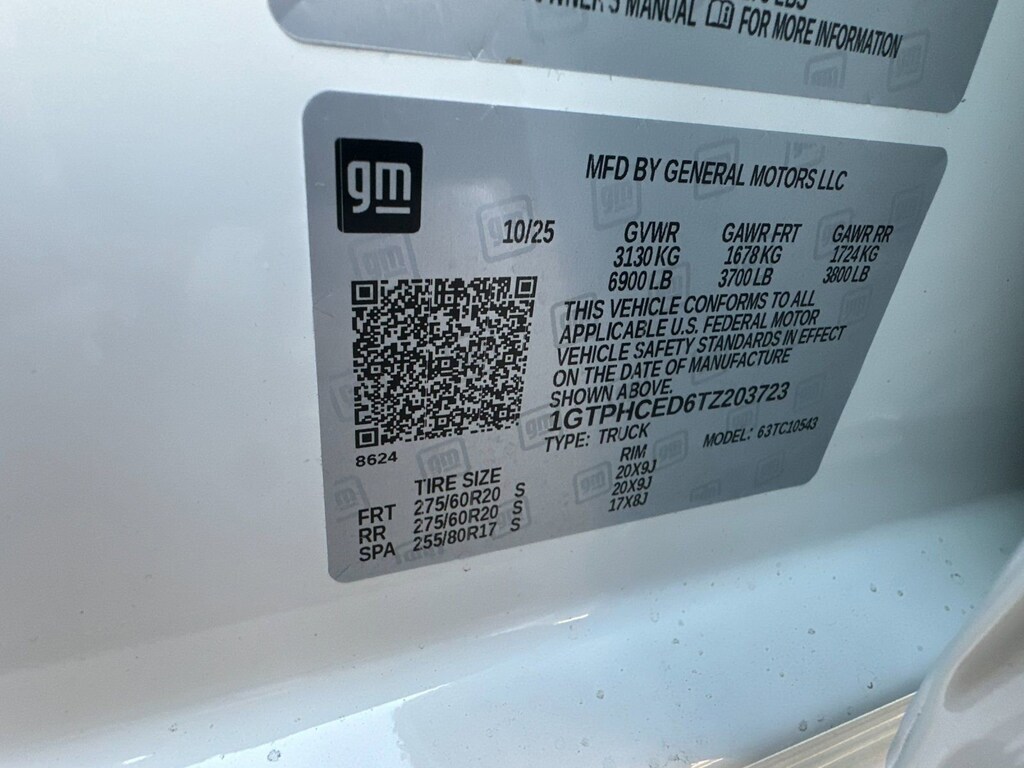 LBS
OWNER'S MANUAL FOR MORE INFORMATION
gm
MFD BY GENERAL MOTORS LLC
10/25 GVWR GAWR FRT GAWR RR
3130 KG 1678 KG 1724 KG
6900 LB 3700 LB 3800 LB
THIS VEHICLE CONFORMS TO ALL
APPLICABLE U.S. FEDERAL MOTOR
VEHICLE SAFETY STANDARDS IN EFFECT
ON THE DATE OF MANUFACTURE
SHOWN ABOVE.
1GTPHCED6TZ203723
TYPE: TRUCK MODEL: 63TC10543
8624
TIRE SIZE RIM
FRT 275/60R20 S 20X9J
RR 275/60R20 S 20X9J
SPA 255/80R17 S 17X8J